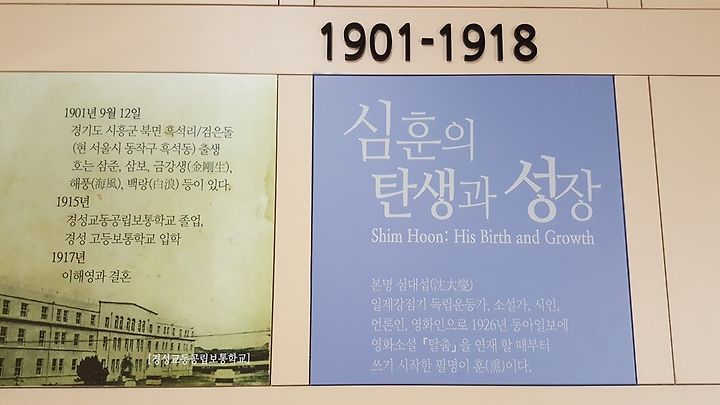 1901-1918
1901년 9월 12일
경기도 시흥군 북면 흑석리/검은돌
(현 서울시 동작구 흑석동) 출생
호는 삼준, 삼보, 금강생(金剛生),
해풍(海風), 백랑(白浪) 등이 있다.
1915년
경성교동공립보통학교 졸업,
경성 고등보통학교 입학
1917년
이해영과 결혼
[경성교동공립보통학교]
심훈의
탄생과 성장
Shim Hoon: His Birth and Growth
본명 심대섭(沈大燮)
일제강점기 독립운동가, 소설가, 시인,
언론인, 영화인으로 1926년 동아일보에
영화소설 『탈춤』을 연재 할 때부터
쓰기 시작한 필명이 훈(熏)이다.